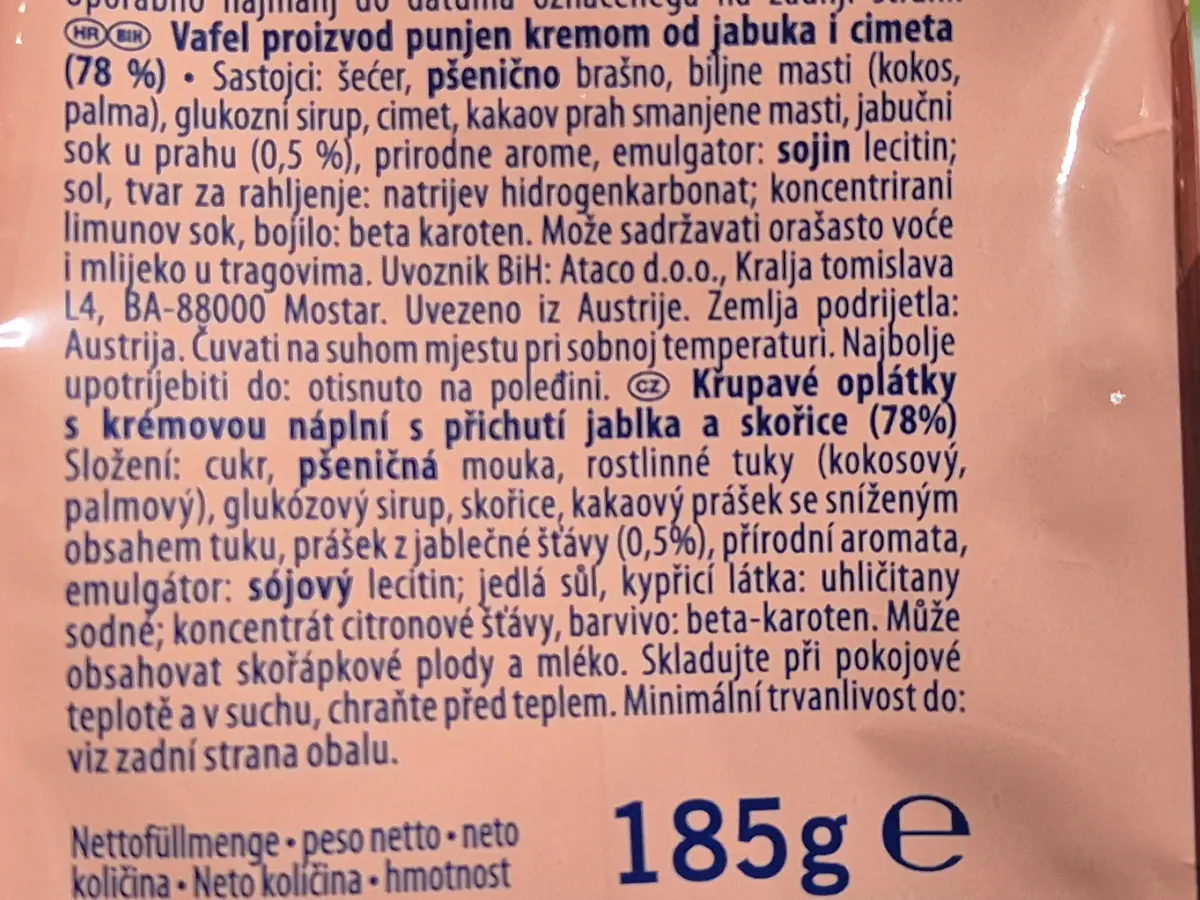 uporabno najmanj do datuma označenega na zadnji strani.
HR BIH Vafel proizvod punjen kremom od jabuka i cimeta
(78 %) • Sastojci: šećer, pšenično brašno, biljne masti (kokos,
palma), glukozni sirup, cimet, kakaov prah smanjene masti, jabučni
sok u prahu (0,5 %), prirodne arome, emulgator: sojin lecitin;
sol, tvar za rahljenje: natrijev hidrogenkarbonat; koncentrirani
limunov sok, bojilo: beta karoten. Može sadržavati orašasto voće
i mlijeko u tragovima. Uvoznik BiH: Ataco d.o.o., Kralja tomislava
L4, BA-88000 Mostar. Uvezeno iz Austrije. Zemlja podrijetla:
Austrija. Čuvati na suhom mjestu pri sobnoj temperaturi. Najbolje
upotrijebiti do: otisnuto na poleđini. CZ Křupavé oplátky
s krémovou náplní s příchutí jablka a skořice (78%)
Složení: cukr, pšeničná mouka, rostlinné tuky (kokosový,
palmový), glukózový sirup, skořice, kakaový prášek se sníženým
obsahem tuku, prášek z jablečné šťávy (0,5%), přírodní aromata,
emulgátor: sójový lecitin; jedlá sůl, kypřicí látka: uhličitany
sodné; koncentrát citronové šťávy, barvivo: beta-karoten. Může
obsahovat skořápkové plody a mléko. Skladujte při pokojové
teplotě a v suchu, chraňte před teplem. Minimální trvanlivost do:
viz zadní strana obalu.
Nettofüllmenge • peso netto • neto
količina • Neto količina • hmotnost
185g e